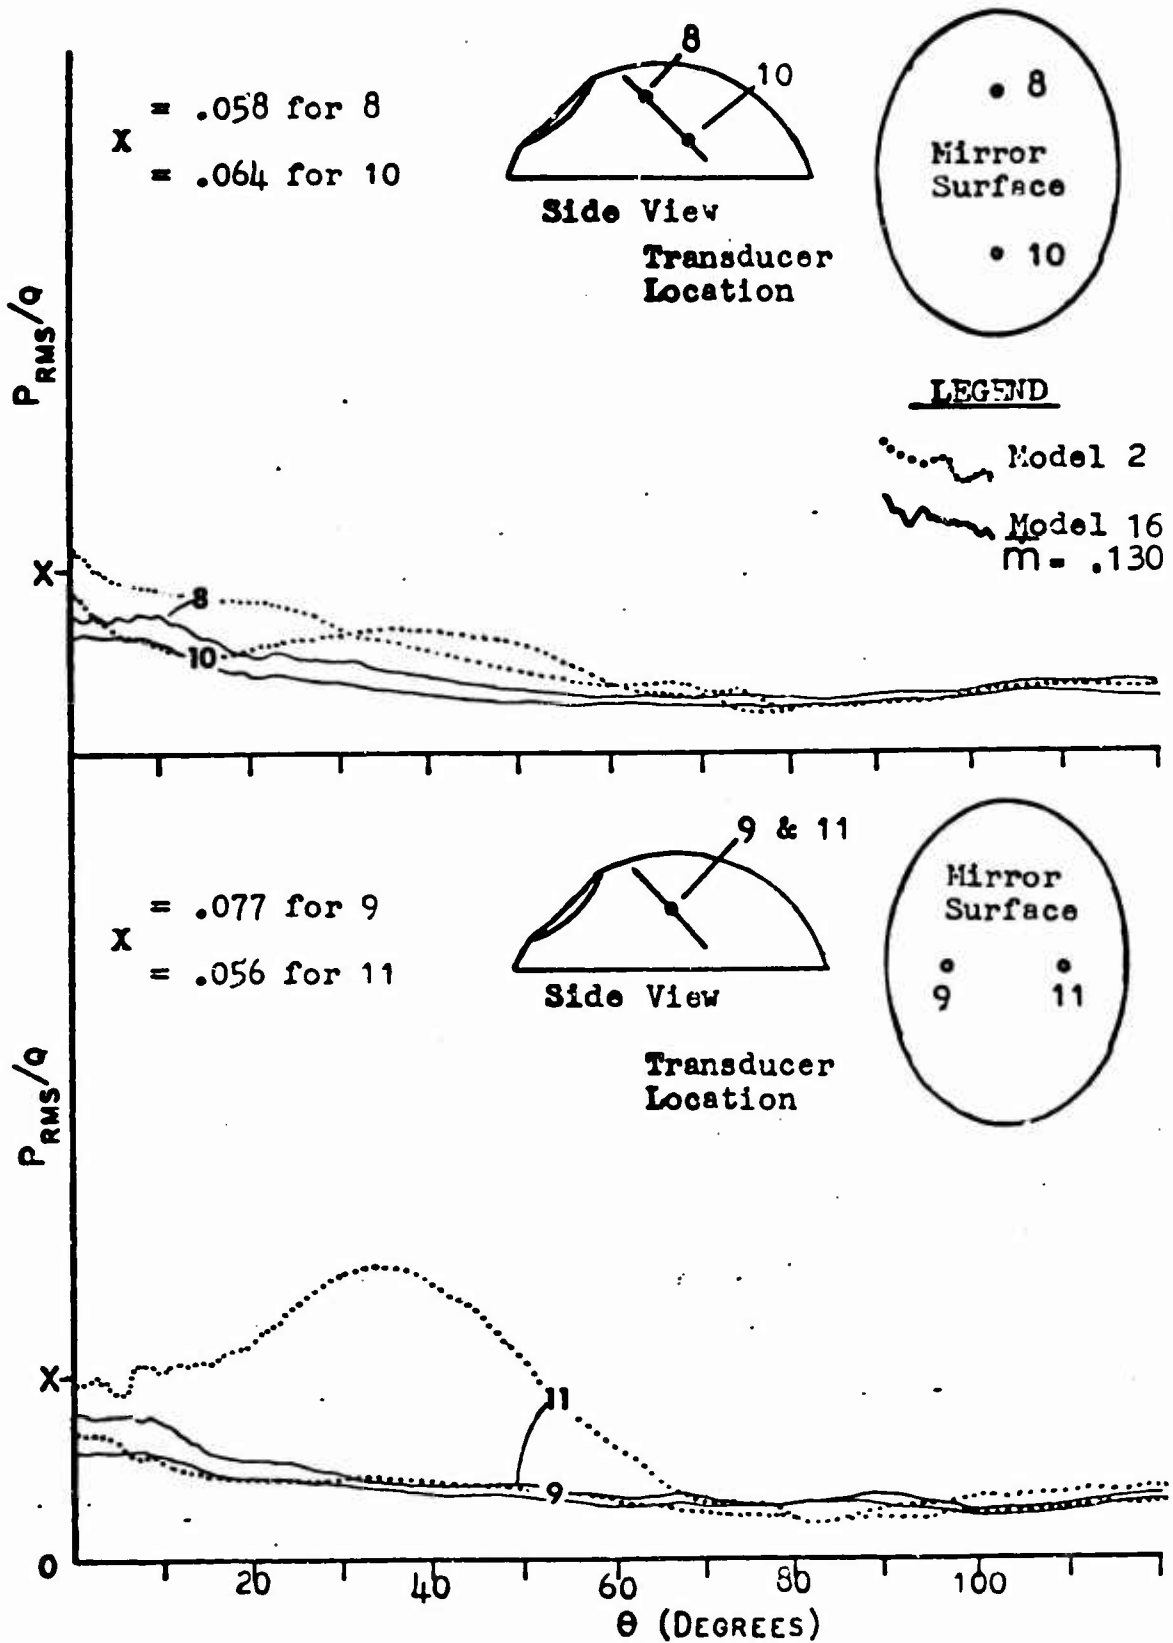 8
10
= .058 for 8
X
= .064 for 10
Side View
Transducer
Location
8
Mirror
Surface
10
PRMS/Q
LEGEND
Model 2
Model 16
m̄ = .130
X
8
10
9 & 11
= .077 for 9
X
= .056 for 11
Side View
Transducer
Location
Mirror
Surface
9
11
PRMS/Q
X
11
9
0
20 40 60 80 100
θ (DEGREES)